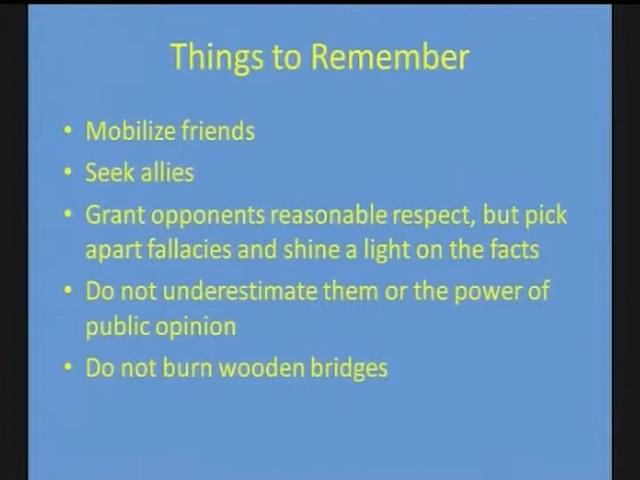 Things to Remember
• Mobilize friends
• Seek allies
• Grant opponents reasonable respect, but pick
apart fallacies and shine a light on the facts
• Do not underestimate them or the power of
public opinion
• Do not burn wooden bridges